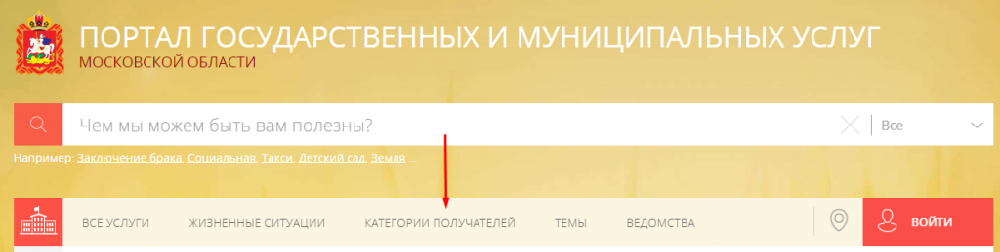 ПОРТАЛ ГОСУДАРСТВЕННЫХ И МУНИЦИПАЛЬНЫХ УСЛУГ
МОСКОВСКОЙ ОБЛАСТИ
Чем мы можем быть вам полезны? Все
Например: Заключение брака, Социальная, Такси, Детский сад, Земля ...
ВСЕ УСЛУГИ ЖИЗНЕННЫЕ СИТУАЦИИ КАТЕГОРИИ ПОЛУЧАТЕЛЕЙ ТЕМЫ ВЕДОМСТВА ВОЙТИ